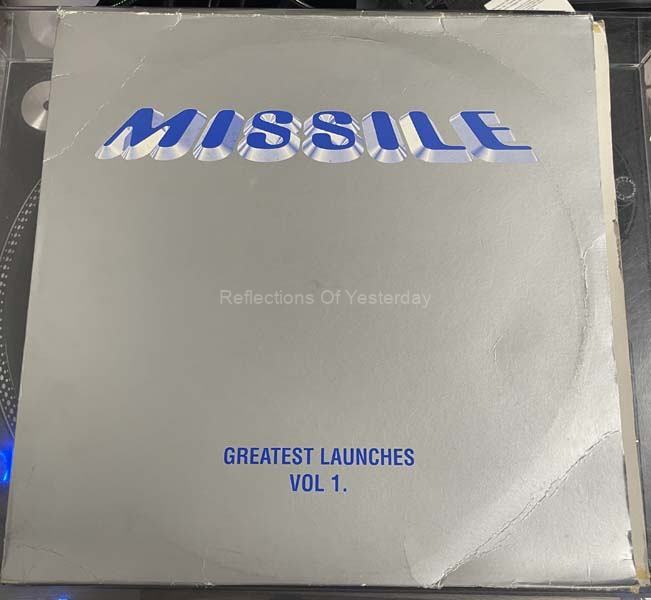 MISSILE
Reflections Of Yesterday
GREATEST LAUNCHES
VOL 1.